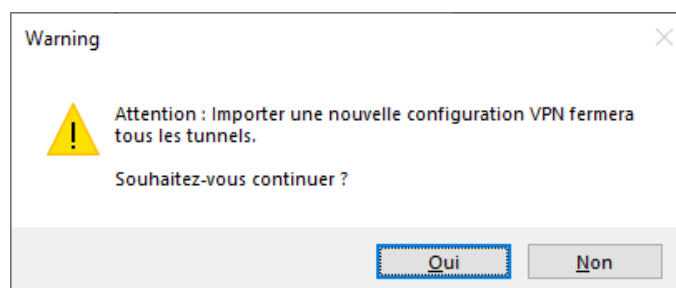 Warning
Attention : Importer une nouvelle configuration VPN fermera
tous les tunnels.
Souhaitez-vous continuer ?
Oui
Non